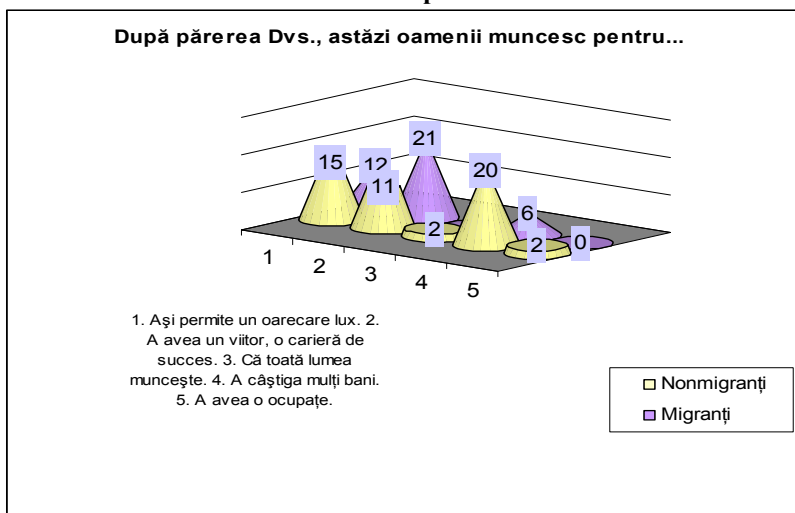 După părerea Dvs., astăzi oamenii muncesc pentru...
21
15
12
11
20
2
6
2
0
1
2
3
4
5
1. Aşi permite un oarecare lux. 2.
A avea un viitor, o carieră de
succes. 3. Că toată lumea
munceşte. 4. A câştiga mulţi bani.
5. A avea o ocupaţe.
Nonmigranţi
Migranţi